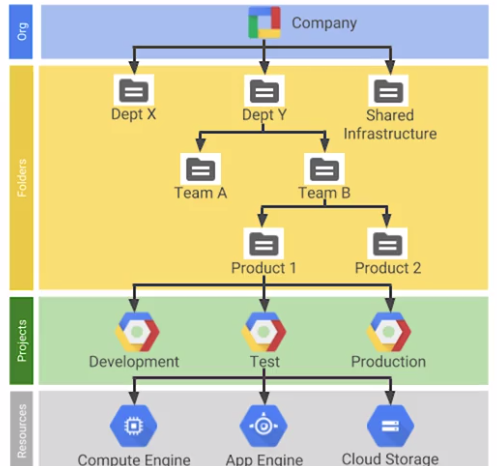 Org
Company
Folders
Dept X
Dept Y
Shared
Infrastructure
Team A
Team B
Product 1
Product 2
Projects
Development
Test
Production
Resources
Compute Engine
App Engine
Cloud Storage